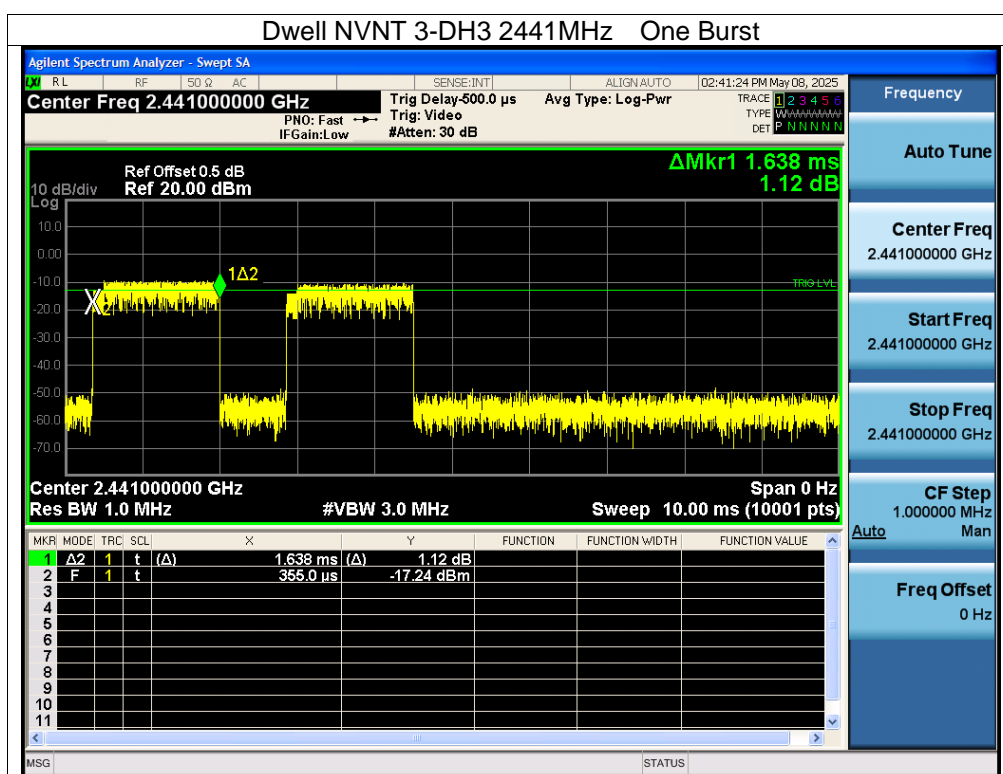 Dwell NVNT 3-DH3 2441MHz One Burst
Agilent Spectrum Analyzer - Swept SA
LXI RL RF 50 Ω AC SENSE:INT ALIGN AUTO 02:41:24 PM May 08, 2025
Center Freq 2.441000000 GHz
Trig Delay-500.0 µs Avg Type: Log-Pwr TRACE 1 2 3 4 5 6
PNO: Fast Trig: Video TYPE WWWWWW
IFGain:Low #Atten: 30 dB DET P N N N N N
ΔMkr1 1.638 ms
1.12 dB
Ref Offset 0.5 dB
10 dB/div Ref 20.00 dBm
Log
10.0
0.00
-10.0
-20.0
-30.0
-40.0
-50.0
-60.0
-70.0
1Δ2
2
TRIG LVL
Center 2.441000000 GHz Span 0 Hz
Res BW 1.0 MHz #VBW 3.0 MHz Sweep 10.00 ms (10001 pts)
MKR MODE TRC SCL X Y FUNCTION FUNCTION WIDTH FUNCTION VALUE
1 Δ2 1 t (Δ) 1.638 ms (Δ) 1.12 dB
2 F 1 t 355.0 µs -17.24 dBm
3
4
5
6
7
8
9
10
11
MSG STATUS
Frequency
Auto Tune
Center Freq
2.441000000 GHz
Start Freq
2.441000000 GHz
Stop Freq
2.441000000 GHz
CF Step
1.000000 MHz
Auto Man
Freq Offset
0 Hz